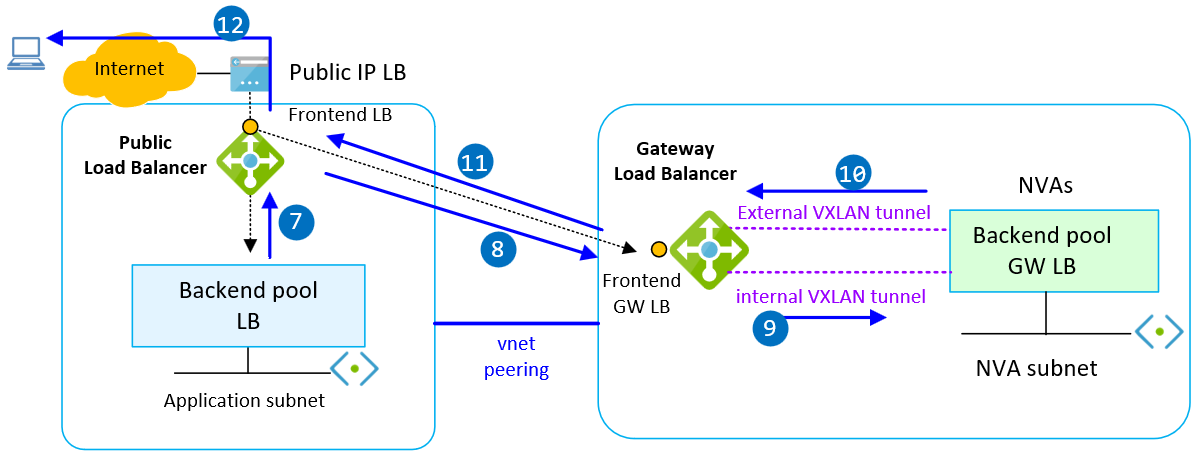 12
Internet
Public IP LB
Frontend LB
Public
Load Balancer
11
7
8
Backend pool
LB
Application subnet
vnet
peering
Gateway
Load Balancer
10
NVAs
External VXLAN tunnel
Backend pool
GW LB
Frontend
GW LB
internal VXLAN tunnel
9
NVA subnet